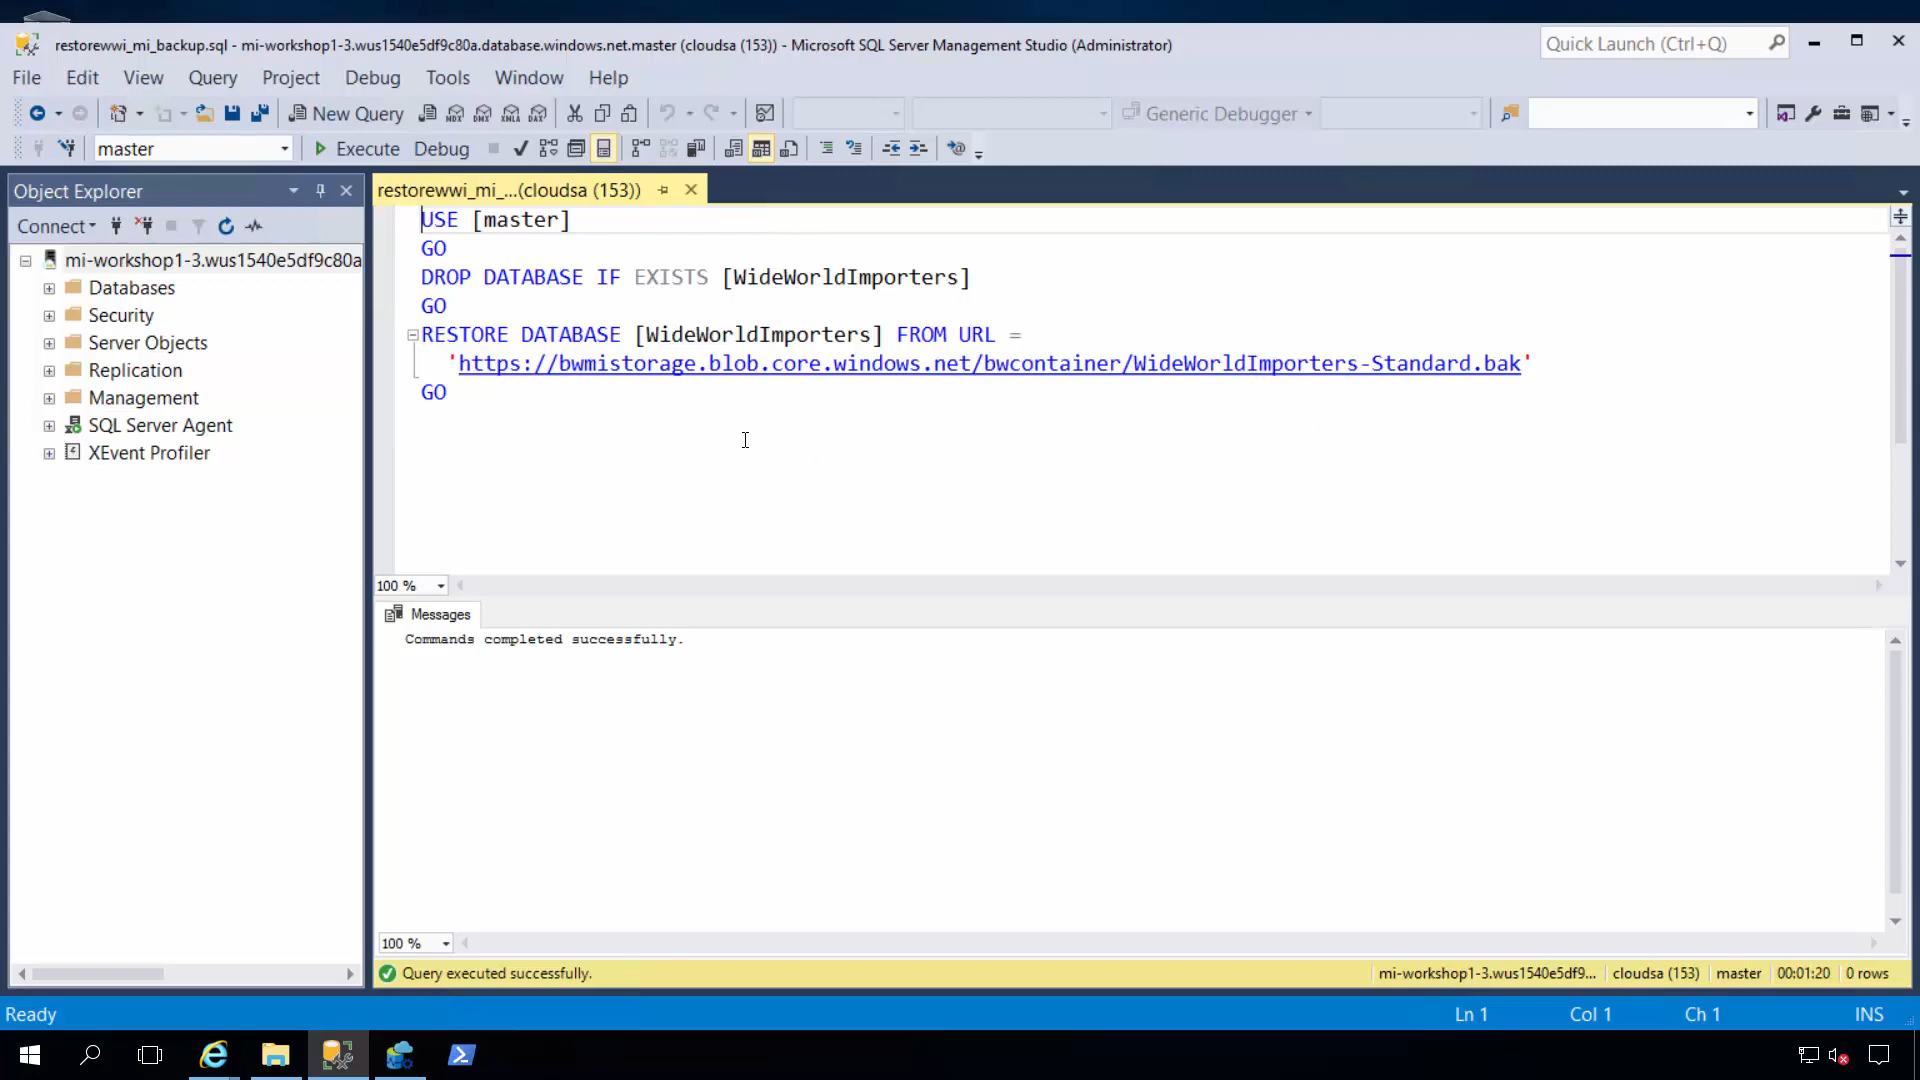 restorewwi_mi_backup.sql - mi-workshop1-3.wus1540e5df9c80a.database.windows.net.master (cloudsa (153)) - Microsoft SQL Server Management Studio (Administrator)
Quick Launch (Ctrl+Q)
File Edit View Query Project Debug Tools Window Help
New Query
MDX DMX XMLA DAX
Generic Debugger
master
Execute Debug
Object Explorer
restorewwi_mi_...(cloudsa (153))
Connect
mi-workshop1-3.wus1540e5df9c80a
Databases
Security
Server Objects
Replication
Management
SQL Server Agent
XEvent Profiler
USE [master]
GO
DROP DATABASE IF EXISTS [WideWorldImporters]
GO
RESTORE DATABASE [WideWorldImporters] FROM URL =
'https://bwmistorage.blob.core.windows.net/bwcontainer/WideWorldImporters-Standard.bak'
GO
100 %
Messages
Commands completed successfully.
100 %
Query executed successfully.
mi-workshop1-3.wus1540e5df9... cloudsa (153) master 00:01:20 0 rows
Ready
Ln 1 Col 1 Ch 1 INS